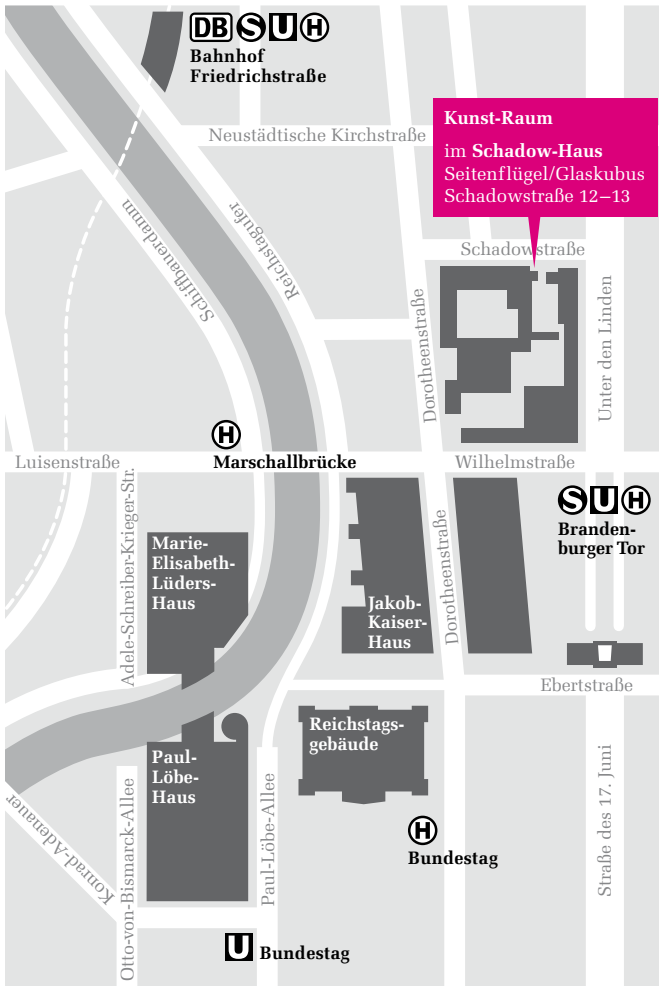 DB S U H
Bahnhof
Friedrichstraße
Kunst-Raum
im Schadow-Haus
Seitenflügel/Glaskubus
Schadowstraße 12–13
Neustädtische Kirchstraße
Schiffbauerdamm
Reichstagufer
Schadowstraße
Dorotheenstraße
Unter den Linden
H
Marschallbrücke
Luisenstraße
Wilhelmstraße
Adele-Schreiber-Krieger-Str.
Marie-
Elisabeth-
Lüders-
Haus
Jakob-
Kaiser-
Haus
Dorotheenstraße
S U H
Branden-
burger Tor
Ebertstraße
Reichstags-
gebäude
Paul-
Löbe-
Haus
Konrad-Adenauer
Otto-von-Bismarck-Allee
Paul-Löbe-Allee
Straße des 17. Juni
H
Bundestag
U Bundestag